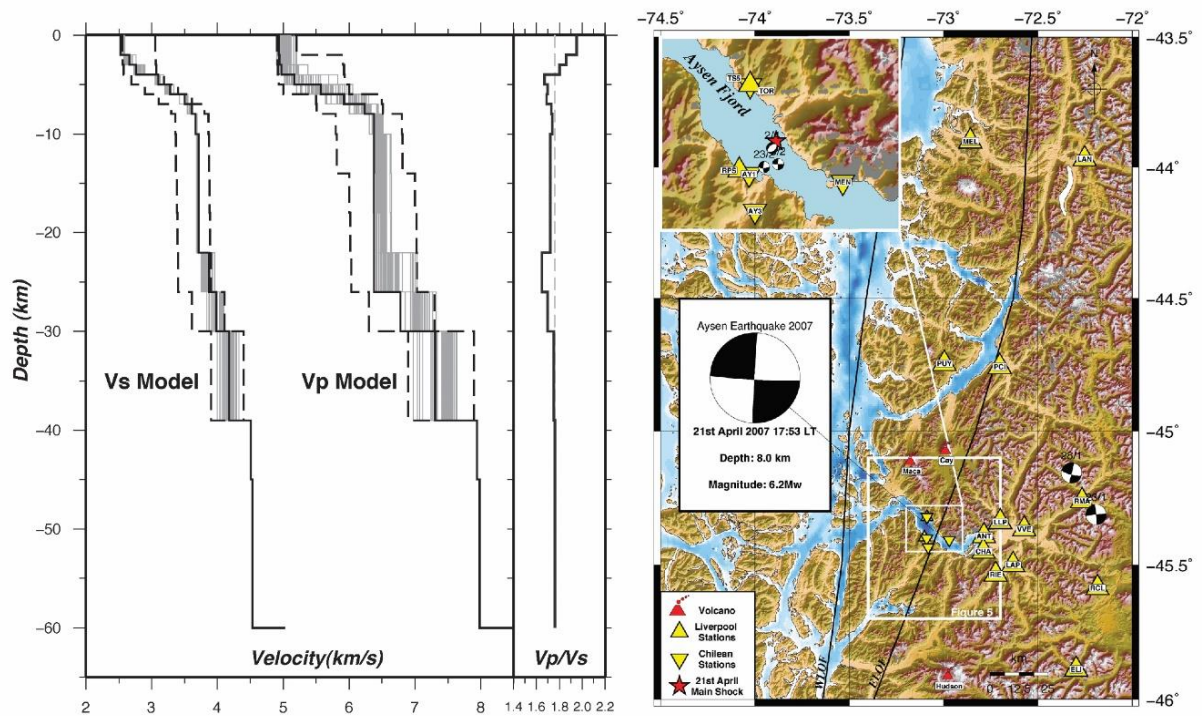 0
−10
−20
−30
−40
−50
−60
Depth (km)
Vs Model
Vp Model
Velocity(km/s)
Vp/Vs
2 3 4 5 6 7 8
1.4 1.6 1.8 2.0 2.2
−74.5 −74 −73.5 −73 −72.5 −72
−43.5
−44
−44.5
−45
−45.5
−46
Aysen Fjord
TOR
RPS
AY1
AY3
MEN
MEL
LAN
N
Aysen Earthquake 2007
21st April 2007 17:53 LT
Depth: 8.0 km
Magnitude: 6.2Mw
PUY
PCI
Maca
Cay
RMA
LLP
VVE
ANT
CHA
LAP
RIE
HCL
ELI
Figure 5
Hudson
km
0 12.5 25
WLOF
ELOF
Volcano
Liverpool
Stations
Chilean
Stations
21st April
Main Shock